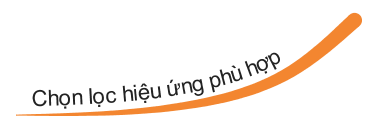 Chọn lọc hiệu ứng phù hợp